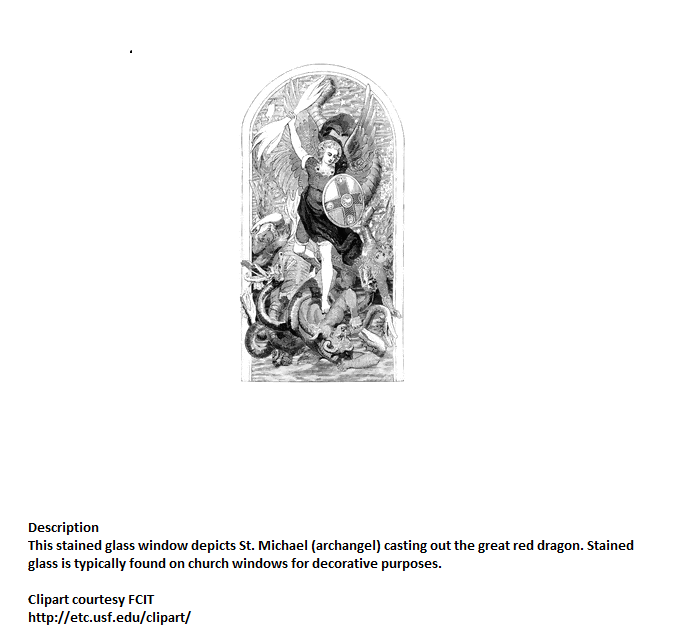 Description
This stained glass window depicts St. Michael (archangel) casting out the great red dragon. Stained
glass is typically found on church windows for decorative purposes.
Clipart courtesy FCIT
http://etc.usf.edu/clipart/